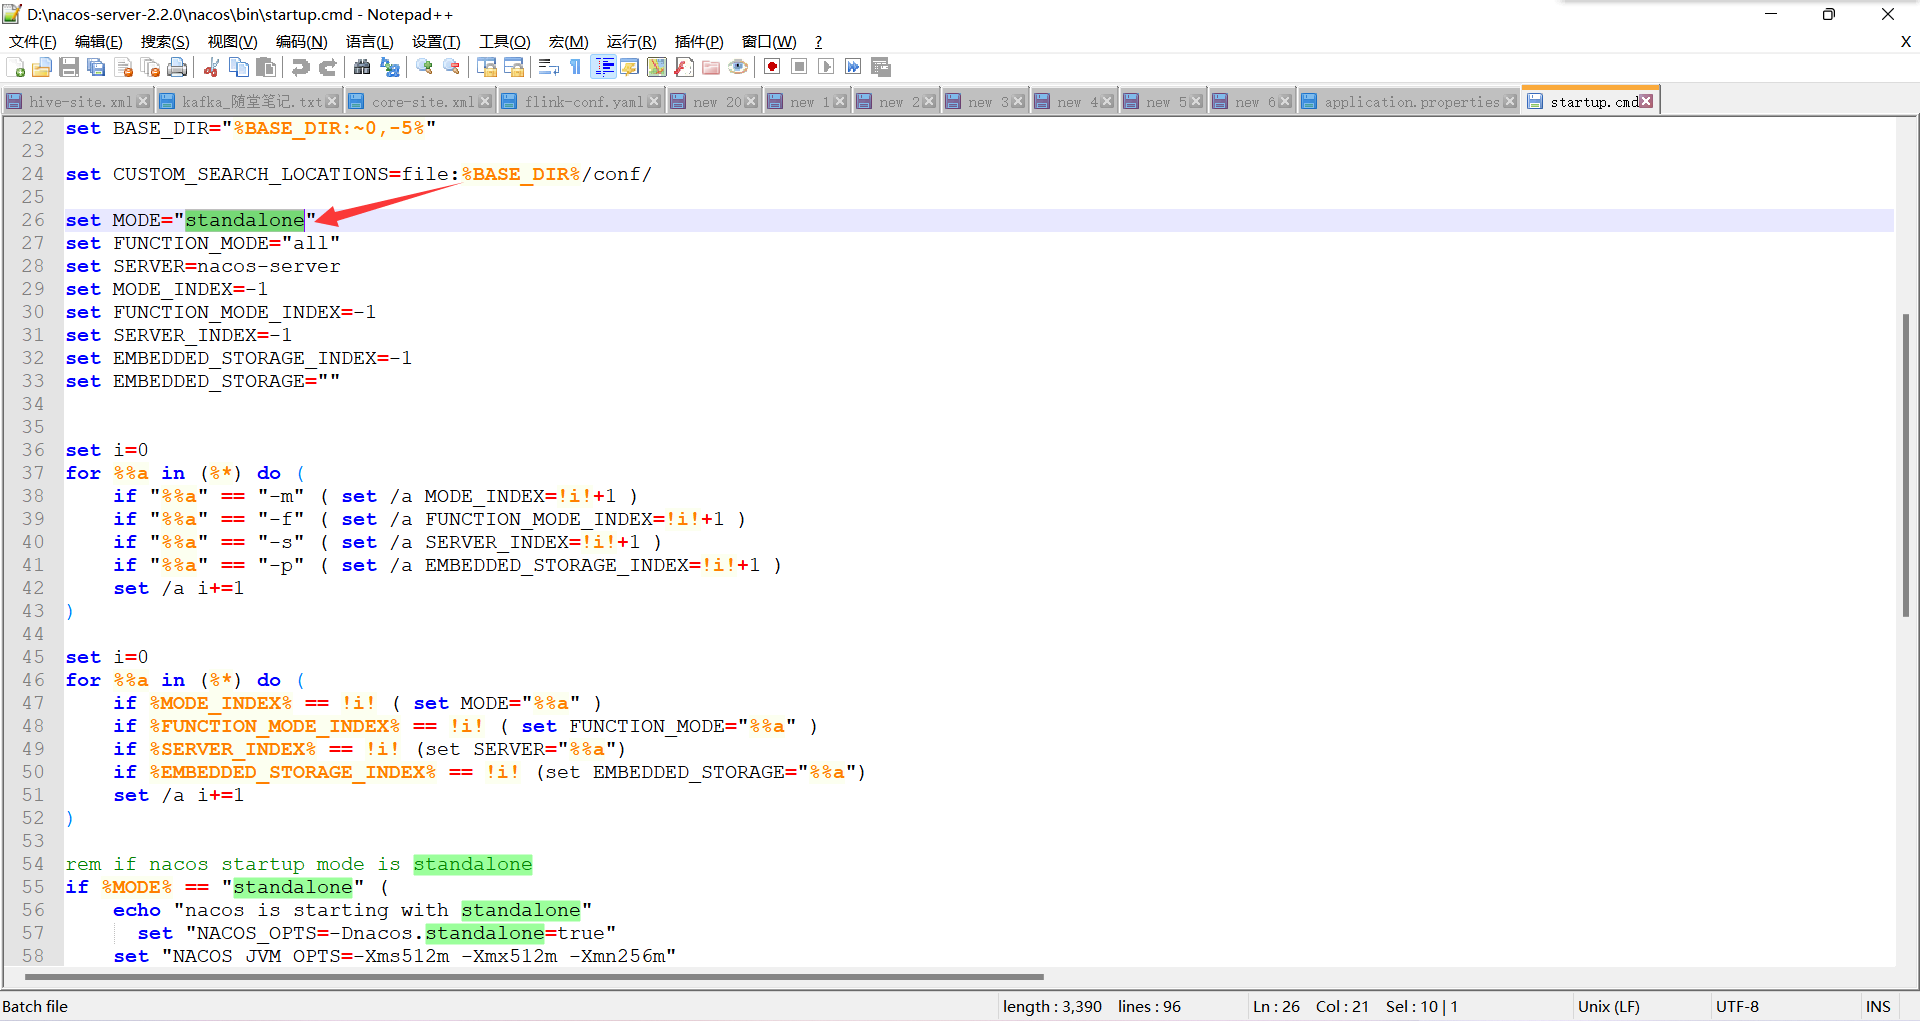 D:\nacos-server-2.2.0\nacos\bin\startup.cmd - Notepad++
文件(F) 编辑(E) 搜索(S) 视图(V) 编码(N) 语言(L) 设置(T) 工具(O) 宏(M) 运行(R) 插件(P) 窗口(W) ? X
hive-site.xml kafka_随堂笔记.txt core-site.xml flink-conf.yaml new 20 new 1 new 2 new 3 new 4 new 5 new 6 application.properties startup.cmd
22 set BASE_DIR="%BASE_DIR:~0,-5%"
23
24 set CUSTOM_SEARCH_LOCATIONS=file:%BASE_DIR%/conf/
25
26 set MODE="standalone"
27 set FUNCTION_MODE="all"
28 set SERVER=nacos-server
29 set MODE_INDEX=-1
30 set FUNCTION_MODE_INDEX=-1
31 set SERVER_INDEX=-1
32 set EMBEDDED_STORAGE_INDEX=-1
33 set EMBEDDED_STORAGE=""
34
35
36 set i=0
37 for %%a in (%*) do (
38     if "%%a" == "-m" ( set /a MODE_INDEX=!i!+1 )
39     if "%%a" == "-f" ( set /a FUNCTION_MODE_INDEX=!i!+1 )
40     if "%%a" == "-s" ( set /a SERVER_INDEX=!i!+1 )
41     if "%%a" == "-p" ( set /a EMBEDDED_STORAGE_INDEX=!i!+1 )
42     set /a i+=1
43 )
44
45 set i=0
46 for %%a in (%*) do (
47     if %MODE_INDEX% == !i! ( set MODE="%%a" )
48     if %FUNCTION_MODE_INDEX% == !i! ( set FUNCTION_MODE="%%a" )
49     if %SERVER_INDEX% == !i! (set SERVER="%%a")
50     if %EMBEDDED_STORAGE_INDEX% == !i! (set EMBEDDED_STORAGE="%%a")
51     set /a i+=1
52 )
53
54 rem if nacos startup mode is standalone
55 if %MODE% == "standalone" (
56     echo "nacos is starting with standalone"
57       set "NACOS_OPTS=-Dnacos.standalone=true"
58     set "NACOS_JVM_OPTS=-Xms512m -Xmx512m -Xmn256m"
Batch file length : 3,390 lines : 96 Ln : 26 Col : 21 Sel : 10 | 1 Unix (LF) UTF-8 INS